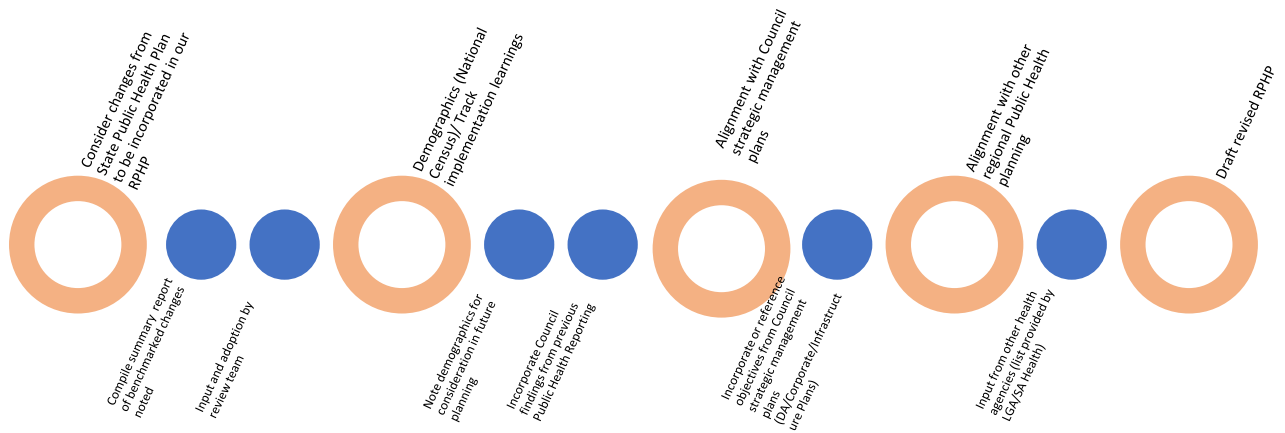 Consider changes from
State Public Health Plan
to be incorporated in our
RPHP
Compile summary report
of benchmarked changes
noted
Input and adoption by
review team
Demographics (National
Census)/ Track
implementation learnings
Note demographics for
consideration in future
planning
Incorporate Council
findings from previous
Public Health Reporting
Alignment with Council
strategic management
plans
Incorporate or reference
objectives from Council
strategic management
plans
(DA/Corporate/Infrastruct
ure Plans)
Alignment with other
regional Public Health
planning
Input from other health
agencies (list provided by
LGA/SA Health)
Draft revised RPHP